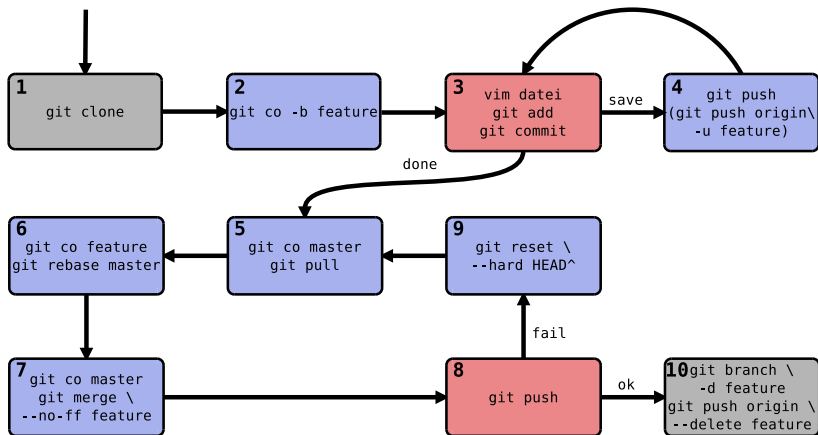 1
git clone
2
git co -b feature
3
vim datei
git add
git commit
save
4
git push
(git push origin\
-u feature)
done
5
git co master
git pull
6
git co feature
git rebase master
9
git reset \
--hard HEAD^
fail
7
git co master
git merge \
--no-ff feature
8
git push
ok
10
git branch \
-d feature
git push origin \
--delete feature